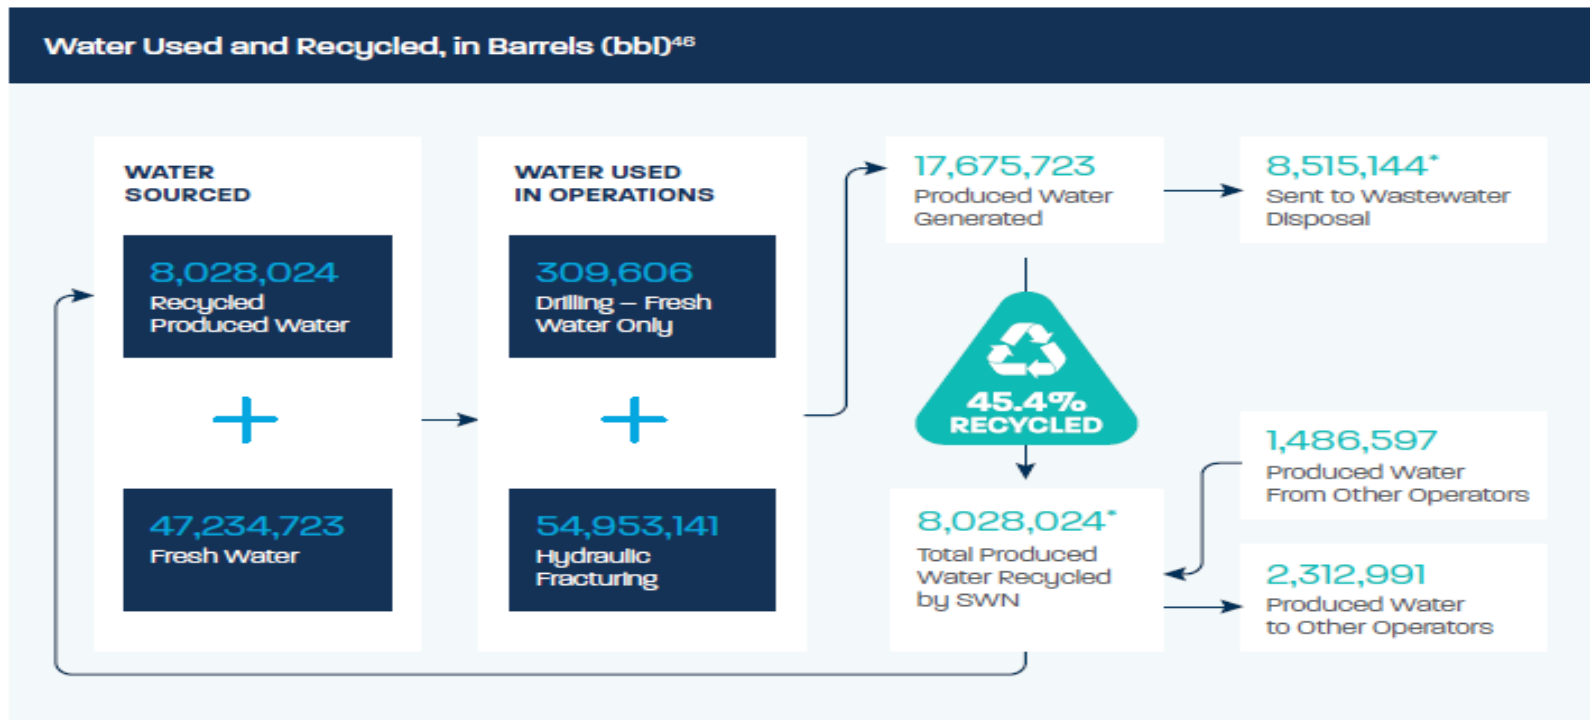 Water Used and Recycled, in Barrels (bbl)⁴⁶
WATER
SOURCED
8,028,024
Recycled
Produced Water
47,234,723
Fresh Water
WATER USED
IN OPERATIONS
309,606
Drilling – Fresh
Water Only
54,953,141
Hydraulic
Fracturing
17,675,723
Produced Water
Generated
8,515,144*
Sent to Wastewater
Disposal
45.4%
RECYCLED
8,028,024*
Total Produced
Water Recycled
by SWN
1,486,597
Produced Water
From Other Operators
2,312,991
Produced Water
to Other Operators